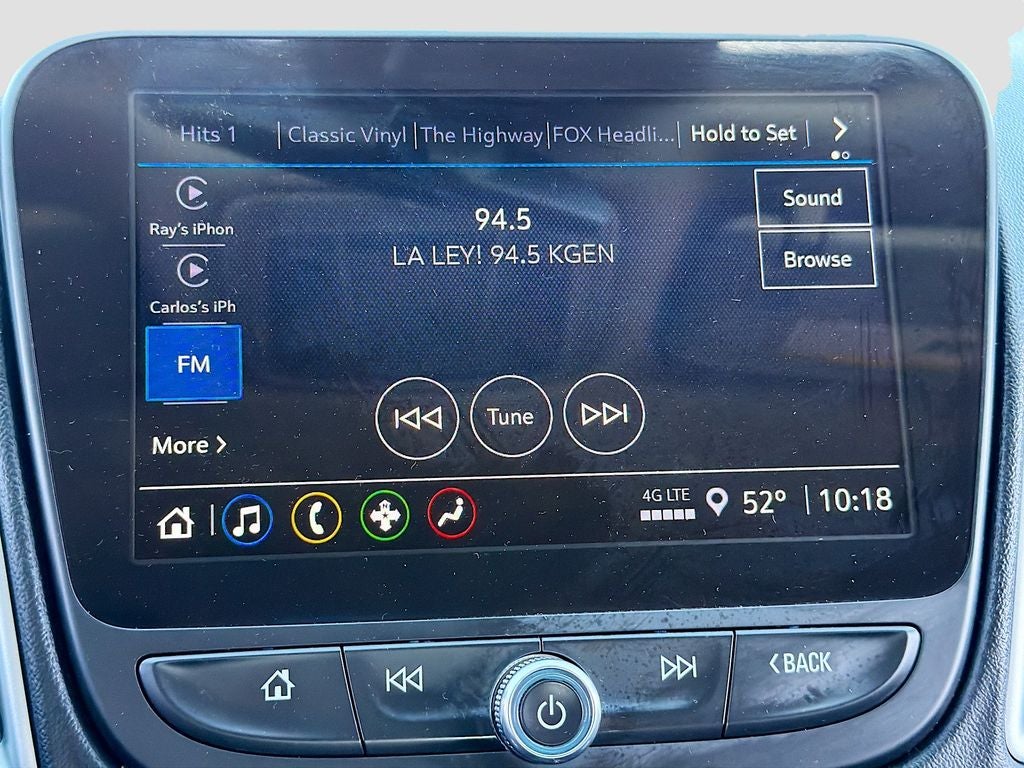 Hits 1 Classic Vinyl The Highway FOX Headli... Hold to Set
Ray's iPhon
Carlos's iPh
FM
More
94.5
LA LEY! 94.5 KGEN
Sound
Browse
Tune
4G LTE 52° 10:18
BACK